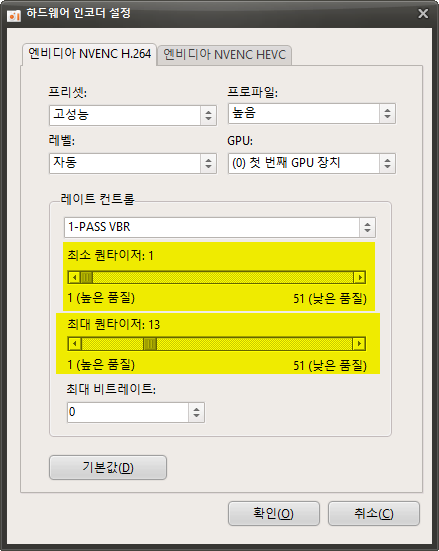 하드웨어 인코더 설정
엔비디아 NVENC H.264 엔비디아 NVENC HEVC
프리셋: 프로파일:
고성능 높음
레벨: GPU:
자동 (0) 첫 번째 GPU 장치
레이트 컨트롤
1-PASS VBR
최소 퀀타이저: 1
1 (높은 품질) 51 (낮은 품질)
최대 퀀타이저: 13
1 (높은 품질) 51 (낮은 품질)
최대 비트레이트:
0
기본값(D)
확인(O) 취소(C)